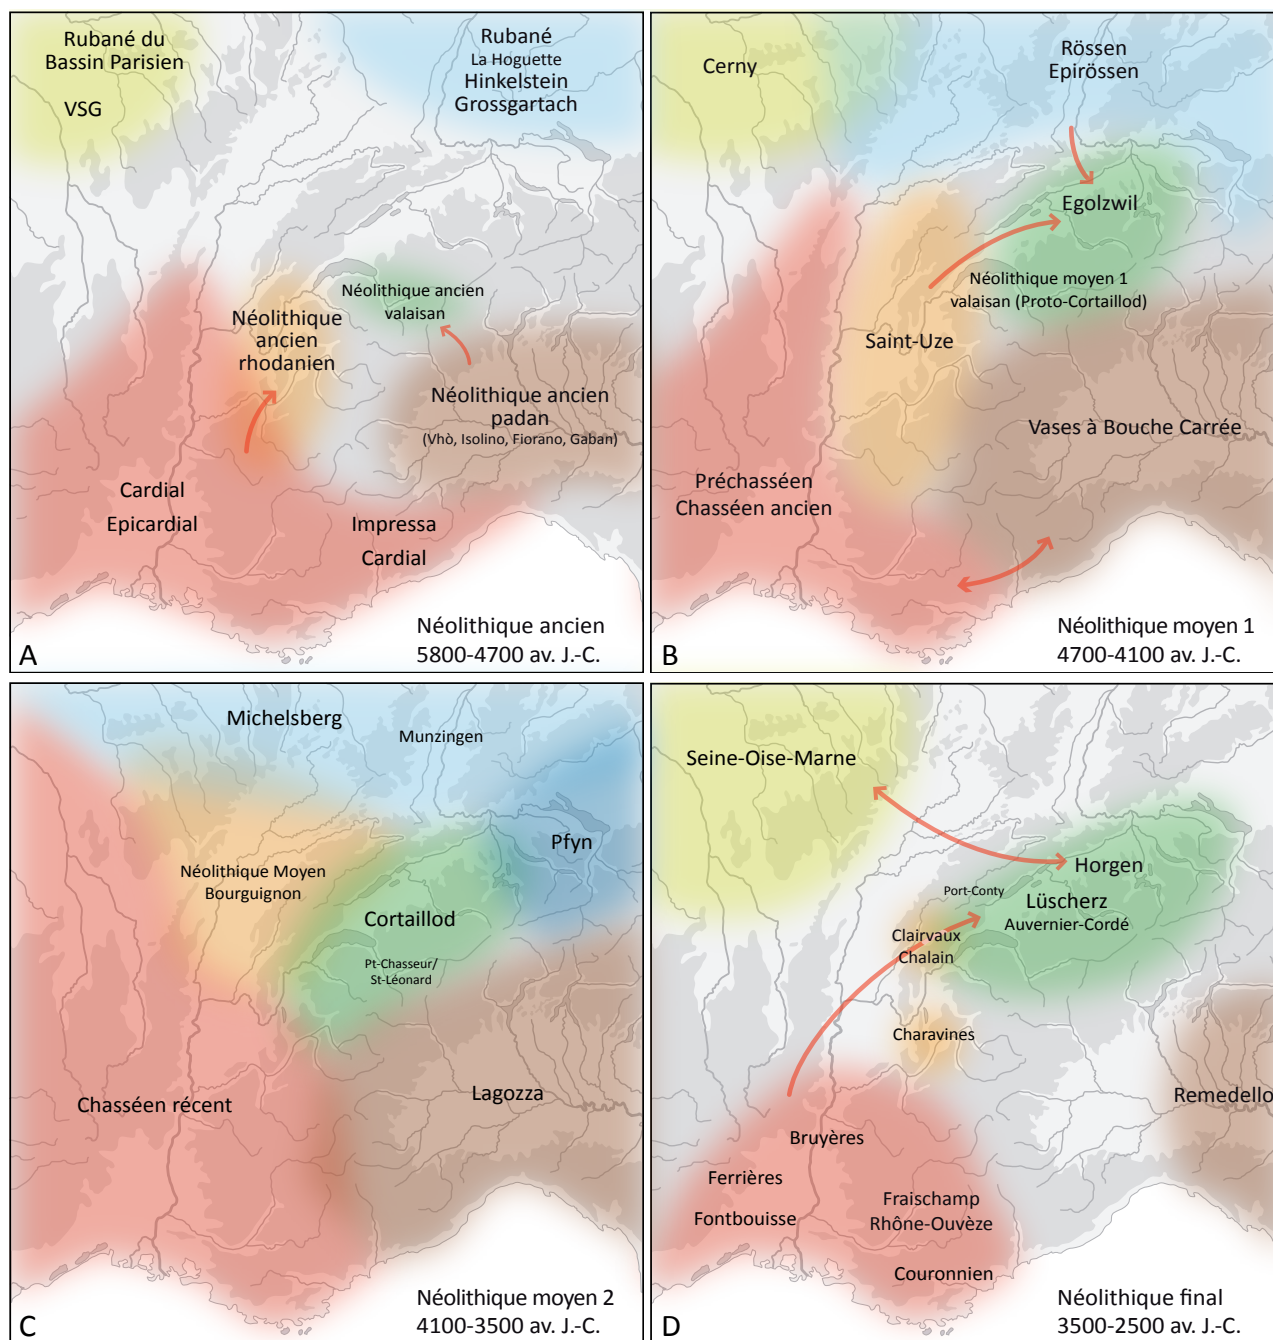 Rubané du
Bassin Parisien
VSG
Rubané
La Hoguette
Hinkelstein
Grossgartach
Néolithique ancien
valaisan
Néolithique
ancien
rhodanien
Néolithique ancien
padan
(Vhò, Isolino, Fiorano, Gaban)
Cardial
Epicardial
Impressa
Cardial
A
Néolithique ancien
5800-4700 av. J.-C.
Cerny
Rössen
Epirössen
Egolzwil
Néolithique moyen 1
valaisan (Proto-Cortaillod)
Saint-Uze
Vases à Bouche Carrée
Préchasséen
Chasséen ancien
B
Néolithique moyen 1
4700-4100 av. J.-C.
Michelsberg
Munzingen
Pfyn
Néolithique Moyen
Bourguignon
Cortaillod
Pt-Chasseur/
St-Léonard
Lagozza
Chasséen récent
C
Néolithique moyen 2
4100-3500 av. J.-C.
Seine-Oise-Marne
Horgen
Port-Conty
Lüscherz
Auvernier-Cordé
Clairvaux
Chalain
Charavines
Remedello
Bruyères
Ferrières
Fontbouisse
Fraischamp
Rhône-Ouvèze
Couronnien
D
Néolithique final
3500-2500 av. J.-C.